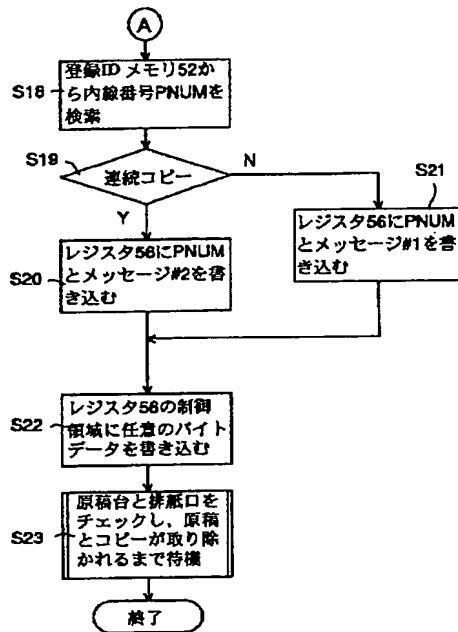 A
S18
登録ID メモリ52か
ら内線番号PNUMを
検索
S19
連続コピー
N
Y
S21
レジスタ56にPNUM
とメッセージ#1を書
き込む
S20
レジスタ56にPNUM
とメッセージ#2を書
き込む
S22
レジスタ56の制御
領域に任意のバイト
データを書き込む
S23
原稿台と排紙口を
チェックし、原稿
とコピーが取り除
かれるまで待機
終了